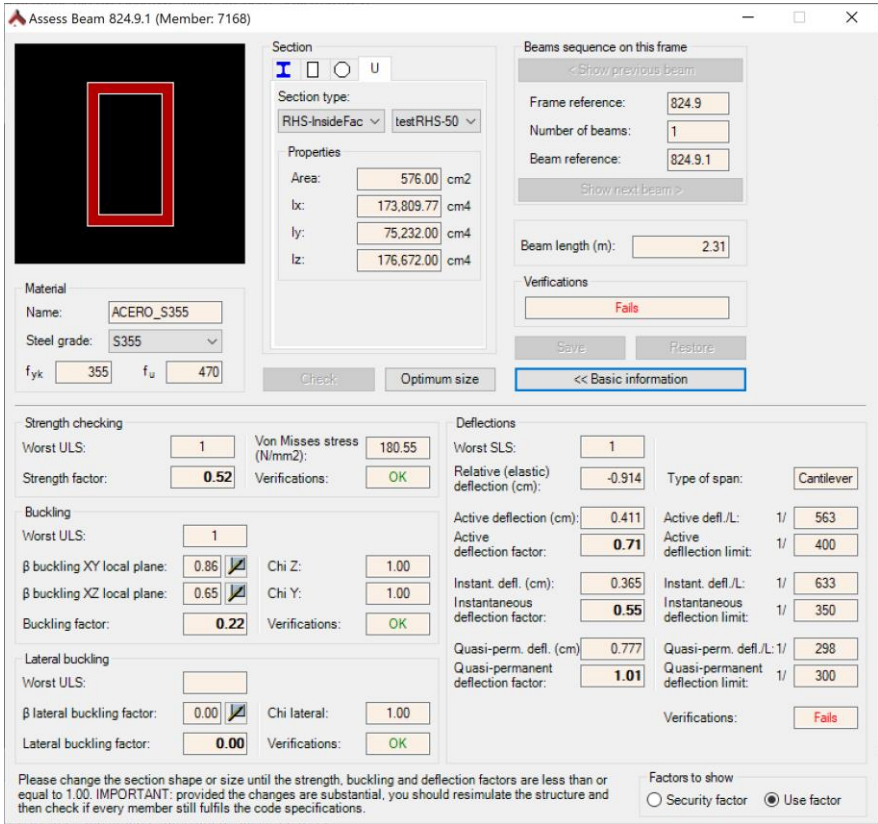 Assess Beam 824.9.1 (Member: 7168)
Section
U
Section type:
RHS-InsideFac testRHS-50
Properties
Area: 576.00 cm2
Ix: 173,809.77 cm4
Iy: 75,232.00 cm4
Iz: 176,672.00 cm4
Beams sequence on this frame
< Show previous beam
Frame reference: 824.9
Number of beams: 1
Beam reference: 824.9.1
Show next beam >
Beam length (m): 2.31
Verifications
Fails
Save Restore
Material
Name: ACERO_S355
Steel grade: S355
fyk 355 fu 470
Check Optimum size << Basic information
Strength checking
Worst ULS: 1 Von Misses stress (N/mm2): 180.55
Strength factor: 0.52 Verifications: OK
Buckling
Worst ULS: 1
β buckling XY local plane: 0.86 Chi Z: 1.00
β buckling XZ local plane: 0.65 Chi Y: 1.00
Buckling factor: 0.22 Verifications: OK
Lateral buckling
Worst ULS:
β lateral buckling factor: 0.00 Chi lateral: 1.00
Lateral buckling factor: 0.00 Verifications: OK
Deflections
Worst SLS: 1
Relative (elastic) deflection (cm): -0.914 Type of span: Cantilever
Active deflection (cm): 0.411 Active defl./L: 1/ 563
Active deflection factor: 0.71 Active defllection limit: 1/ 400
Instant. defl. (cm): 0.365 Instant. defl./L: 1/ 633
Instantaneous deflection factor: 0.55 Instantaneous deflection limit: 1/ 350
Quasi-perm. defl. (cm) 0.777 Quasi-perm. defl./L: 1/ 298
Quasi-permanent deflection factor: 1.01 Quasi-permanent deflection limit: 1/ 300
Verifications: Fails
Please change the section shape or size until the strength, buckling and deflection factors are less than or
equal to 1.00. IMPORTANT: provided the changes are substantial, you should resimulate the structure and
then check if every member still fulfils the code specifications.
Factors to show
Security factor Use factor